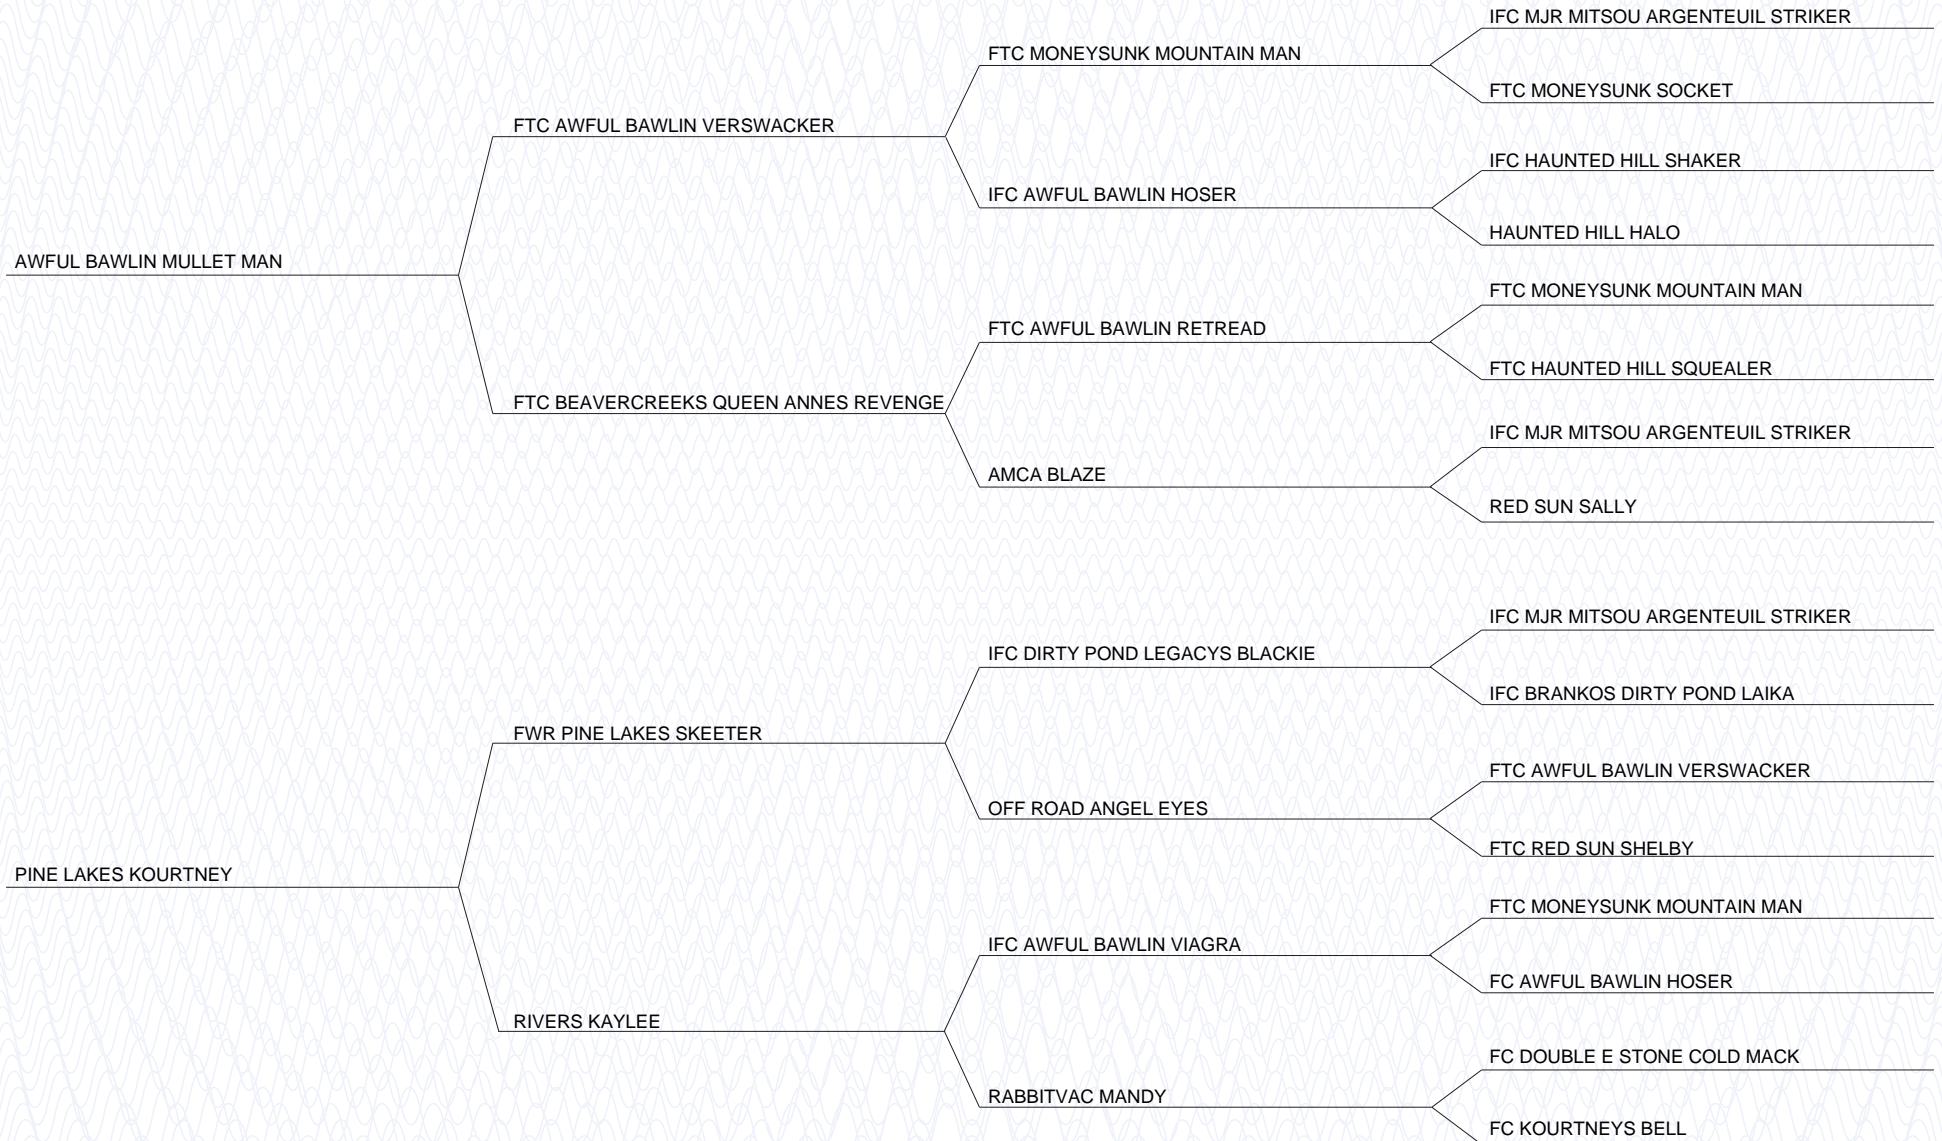 IFC MJR MITSOU ARGENTEUIL STRIKER
FTC MONEYSUNK MOUNTAIN MAN
FTC MONEYSUNK SOCKET
FTC AWFUL BAWLIN VERSWACKER
IFC HAUNTED HILL SHAKER
IFC AWFUL BAWLIN HOSER
HAUNTED HILL HALO
AWFUL BAWLIN MULLET MAN
FTC MONEYSUNK MOUNTAIN MAN
FTC AWFUL BAWLIN RETREAD
FTC HAUNTED HILL SQUEALER
FTC BEAVERCREEKS QUEEN ANNES REVENGE
IFC MJR MITSOU ARGENTEUIL STRIKER
AMCA BLAZE
RED SUN SALLY
IFC MJR MITSOU ARGENTEUIL STRIKER
IFC DIRTY POND LEGACYS BLACKIE
IFC BRANKOS DIRTY POND LAIKA
FWR PINE LAKES SKEETER
FTC AWFUL BAWLIN VERSWACKER
OFF ROAD ANGEL EYES
FTC RED SUN SHELBY
PINE LAKES KOURTNEY
FTC MONEYSUNK MOUNTAIN MAN
IFC AWFUL BAWLIN VIAGRA
FC AWFUL BAWLIN HOSER
RIVERS KAYLEE
FC DOUBLE E STONE COLD MACK
RABBITVAC MANDY
FC KOURTNEYS BELL